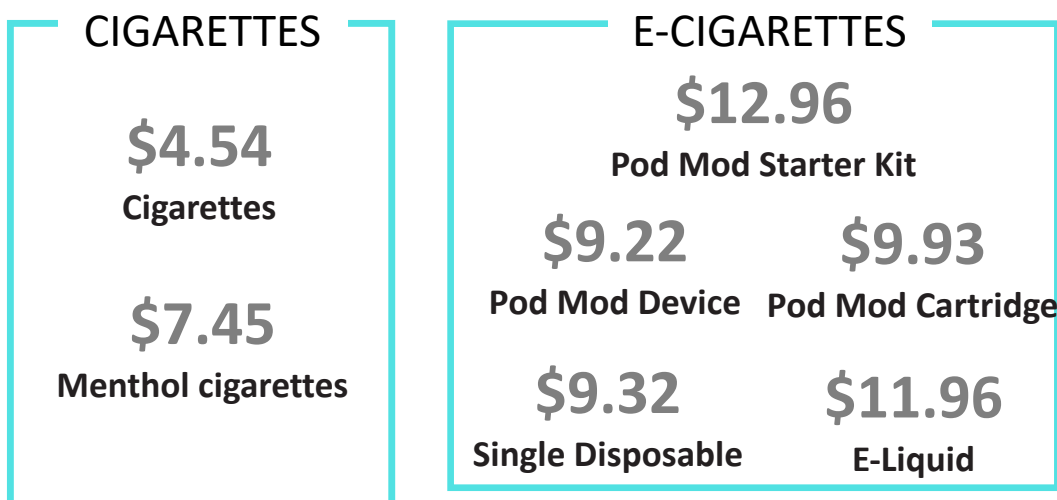 CIGARETTES
$4.54
Cigarettes
$7.45
Menthol cigarettes
E-CIGARETTES
$12.96
Pod Mod Starter Kit
$9.22
Pod Mod Device
$9.93
Pod Mod Cartridge
$9.32
Single Disposable
$11.96
E-Liquid